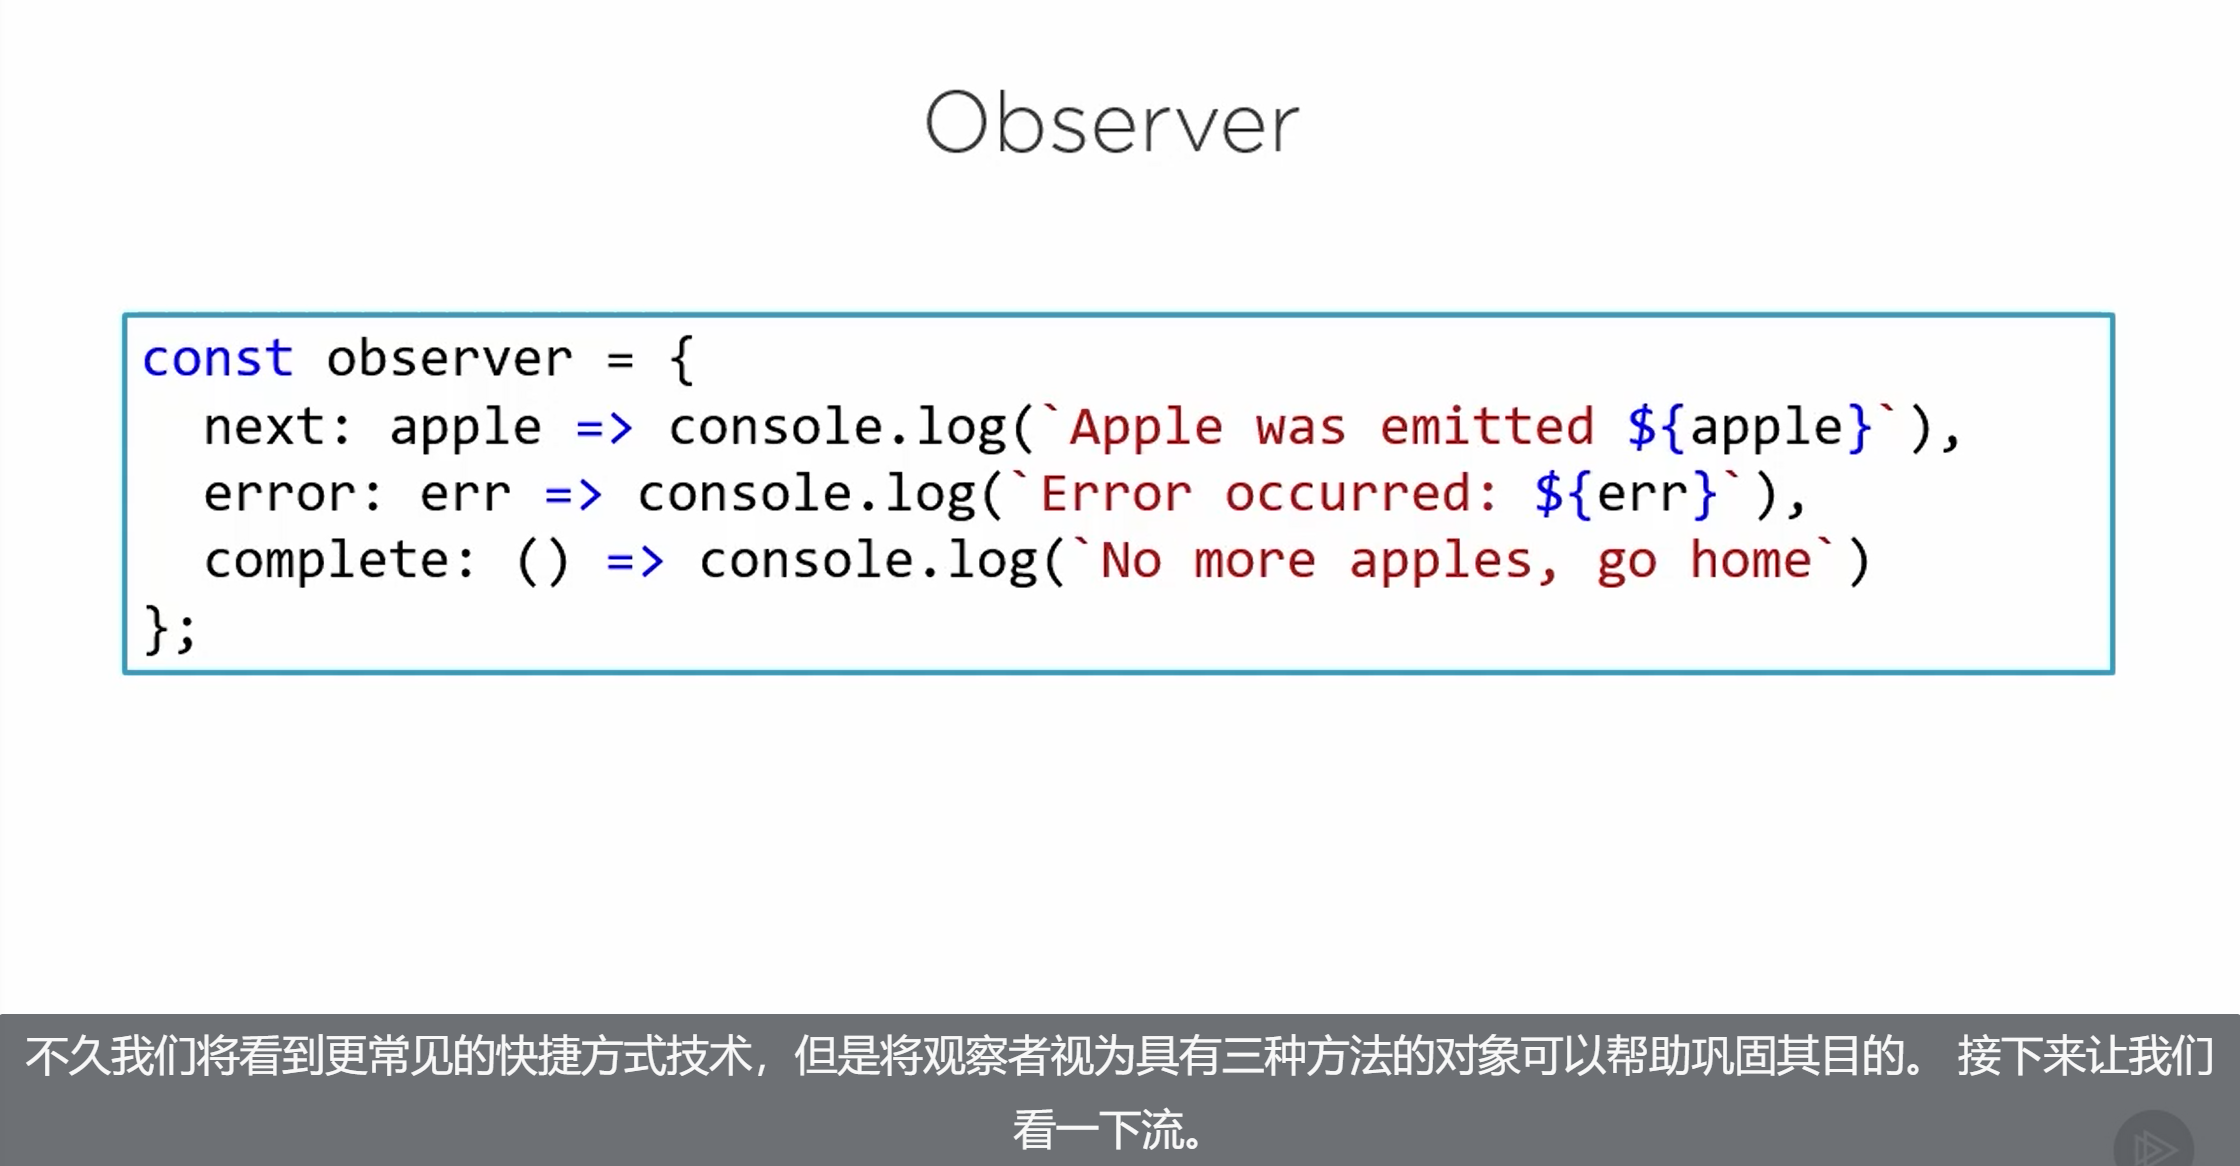 Observer
const observer = {
  next: apple => console.log(`Apple was emitted ${apple}`),
  error: err => console.log(`Error occurred: ${err}`),
  complete: () => console.log(`No more apples, go home`)
};
不久我们将看到更常见的快捷方式技术，但是将观察者视为具有三种方法的对象可以帮助巩固其目的。 接下来让我们
看一下流。